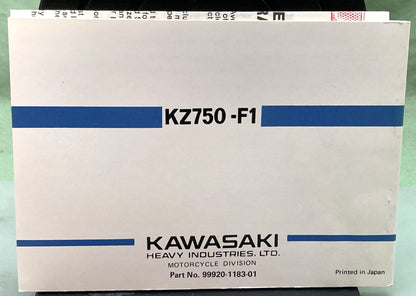 KZ750 -F1
KAWASAKI
HEAVY INDUSTRIES. LTD.
MOTORCYCLE DIVISION
Part No. 99920-1183-01
Printed in Japan